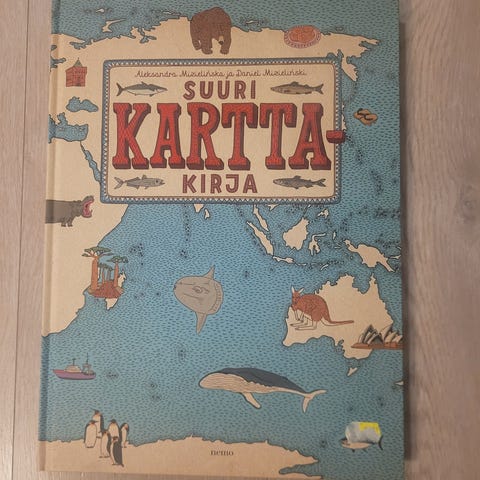 Aleksandra Mizielińska ja Daniel Mizieliński
SUURI
KARTTA-
KIRJA
nemo